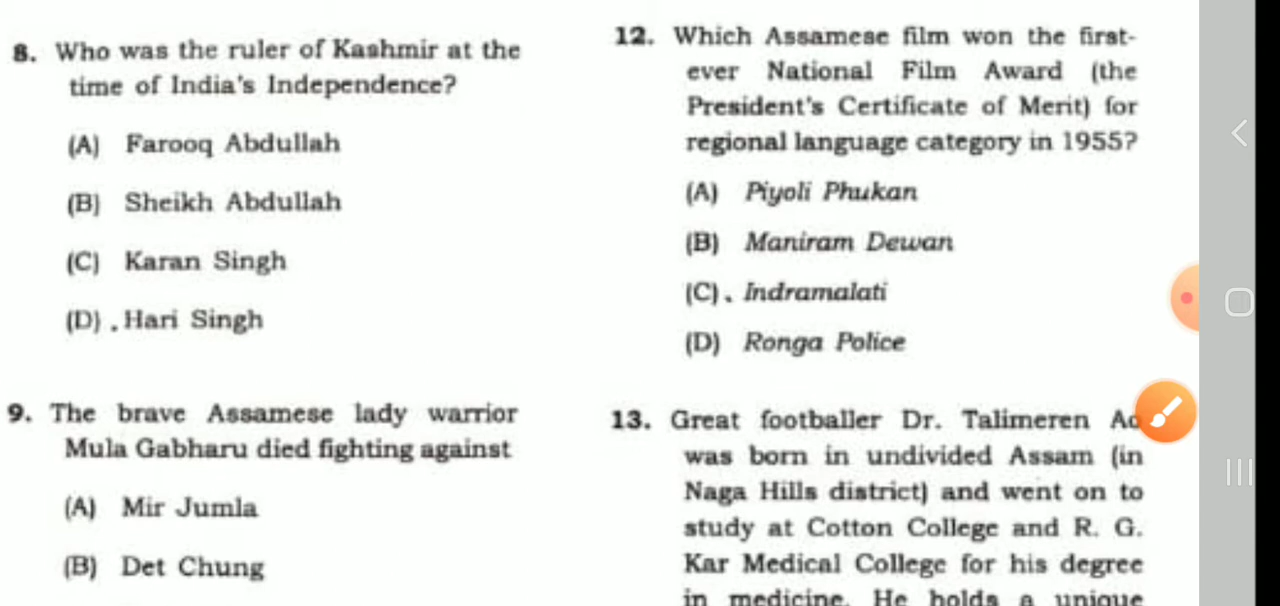 8. Who was the ruler of Kashmir at the
time of India's Independence?
(A) Farooq Abdullah
(B) Sheikh Abdullah
(C) Karan Singh
(D) . Hari Singh
9. The brave Assamese lady warrior
Mula Gabharu died fighting against
(A) Mir Jumla
(B) Det Chung
12. Which Assamese film won the first-
ever National Film Award (the
President's Certificate of Merit) for
regional language category in 1955?
(A) Piyoli Phukan
(B) Maniram Dewan
(C) . Indramalati
(D) Ronga Police
13. Great footballer Dr. Talimeren Ao
was born in undivided Assam (in
Naga Hills district) and went on to
study at Cotton College and R. G.
Kar Medical College for his degree
in medicine. He holds a unique